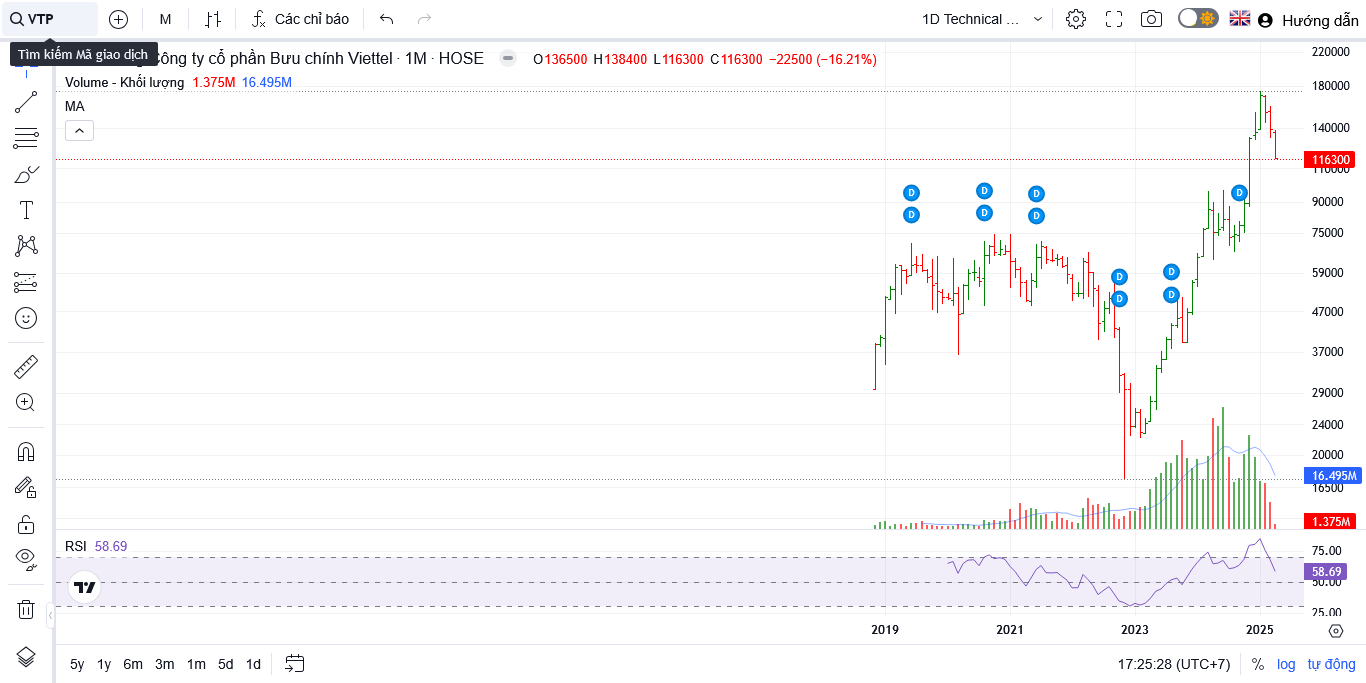 VTP
M
Các chỉ báo
1D Technical ...
Hướng dẫn
Tìm kiếm Mã giao dịch
Công ty cổ phần Bưu chính Viettel · 1M · HOSE
O136500 H138400 L116300 C116300 −22500 (−16.21%)
Volume - Khối lượng 1.375M 16.495M
MA
220000
180000
140000
116300
110000
90000
75000
59000
47000
37000
29000
24000
20000
16.495M
16500
1.375M
D D D D D D D D D D D
RSI 58.69
75.00
58.69
50.00
25.00
2019 2021 2023 2025
5y 1y 6m 3m 1m 5d 1d
17:25:28 (UTC+7)
% log tự động